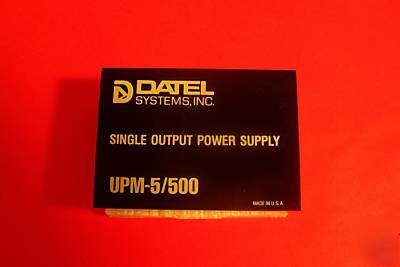 DATEL
SYSTEMS, INC.
SINGLE OUTPUT POWER SUPPLY
UPM-5/500
MADE IN U.S.A.